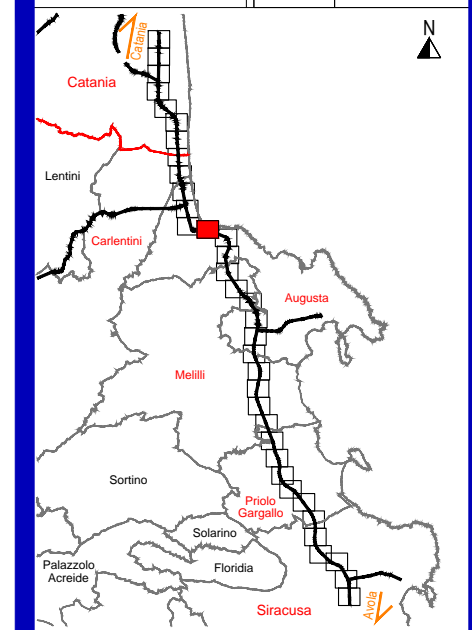 N
Catania
Catania
Lentini
Carlentini
Augusta
Melilli
Sortino
Priolo
Gargallo
Solarino
Palazzolo
Acreide
Floridia
Siracusa
Avola